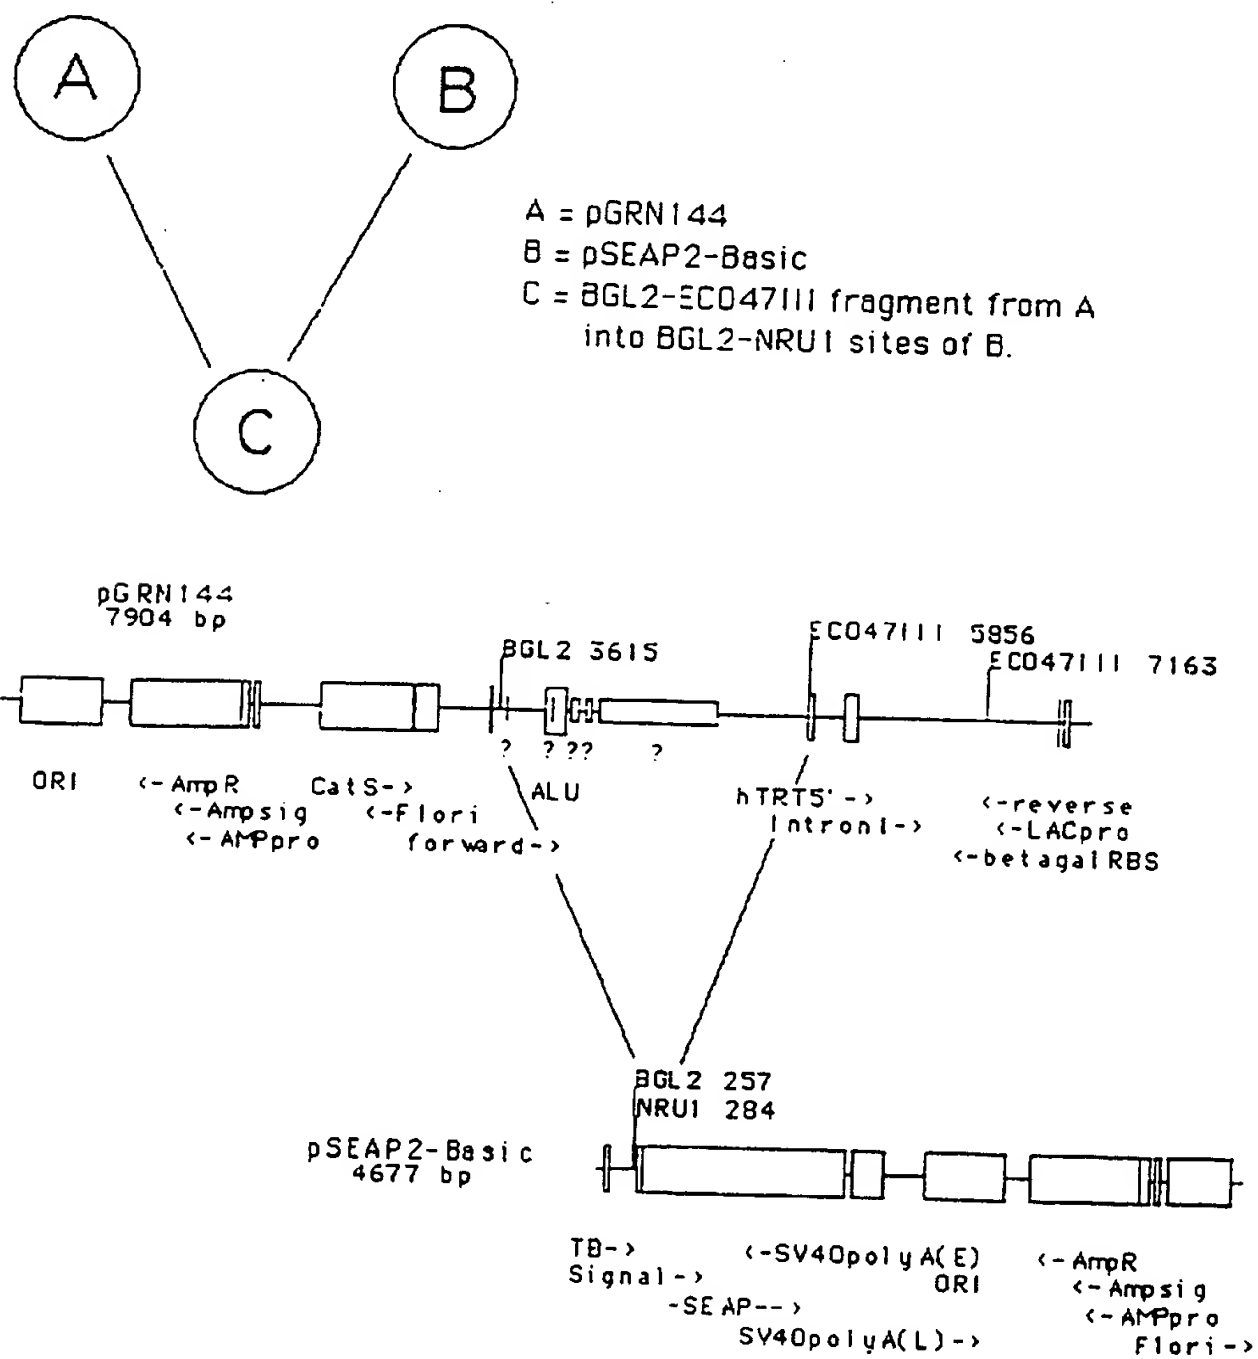 A
B
A = pGRN144
B = pSEAP2-Basic
C = BGL2-ECO47III fragment from A
into BGL2-NRU1 sites of B.
C
pGRN144
7904 bp
BGL2 3615
ECO47III 5856
ECO47III 7163
? ? ?? ?
ORI
<-AmpR
<-Ampsig
<-AMPpro
CatS->
<-Flori
forward->
ALU
hTRT5'->
Intron1->
<-reverse
<-LACpro
<-betagalRBS
BGL2 257
NRU1 284
pSEAP2-Basic
4677 bp
TB->
Signal->
-SEAP-->
<-SV40polyA(E)
ORI
SV40polyA(L)->
<-AmpR
<-Ampsig
<-AMPpro
Flori->